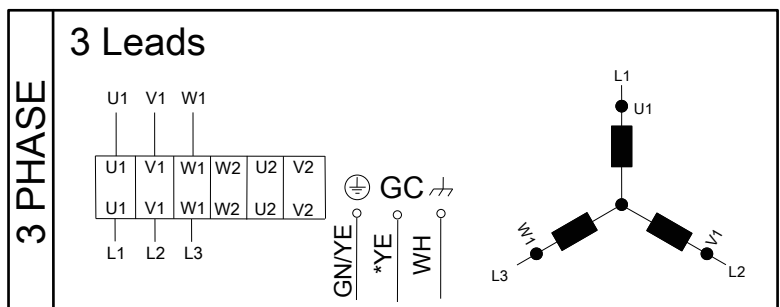 3 PHASE
3 Leads
U1 V1 W1
U1 V1 W1 W2 U2 V2
U1 V1 W1 W2 U2 V2
L1 L2 L3
GC
GN/YE
*YE
WH
L1
U1
W1
V1
L3
L2